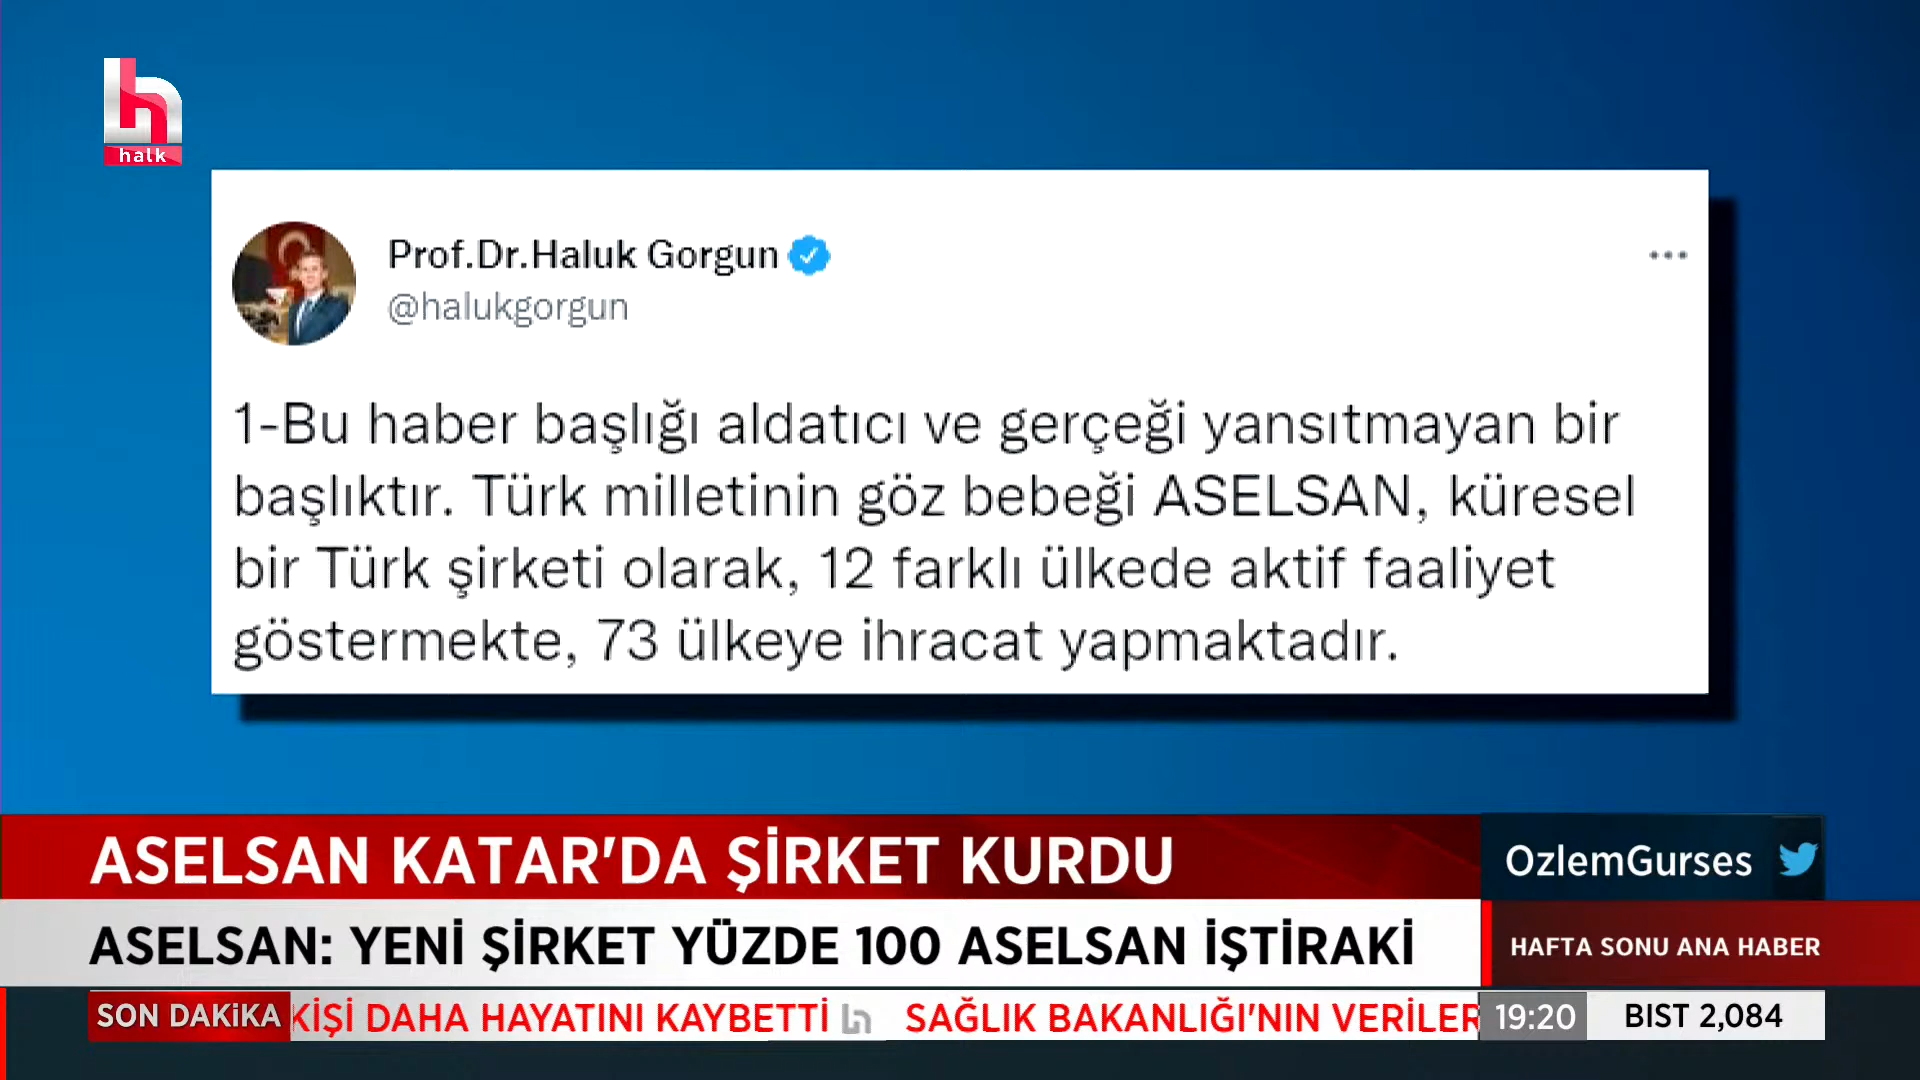 halk
Prof.Dr.Haluk Gorgun
@halukgorgun
1-Bu haber başlığı aldatıcı ve gerçeği yansıtmayan bir
başlıktır. Türk milletinin göz bebeği ASELSAN, küresel
bir Türk şirketi olarak, 12 farklı ülkede aktif faaliyet
göstermekte, 73 ülkeye ihracat yapmaktadır.
ASELSAN KATAR'DA ŞİRKET KURDU
OzlemGurses
ASELSAN: YENİ ŞİRKET YÜZDE 100 ASELSAN İŞTİRAKİ
HAFTA SONU ANA HABER
SON DAKİKA KİŞİ DAHA HAYATINI KAYBETTİ h SAĞLIK BAKANLIĞI'NIN VERİLER 19:20 BIST 2,084